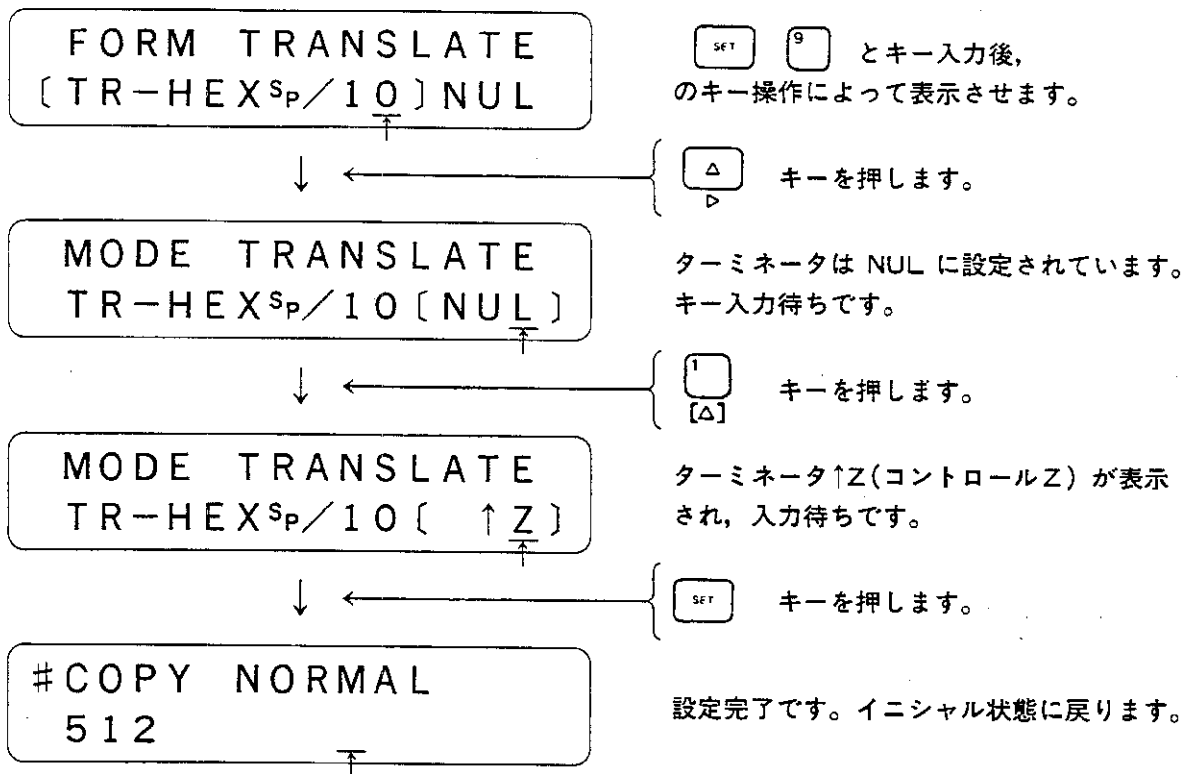 FORM TRANSLATE
〔TR-HEXSP/10〕NUL
SET 9 とキー入力後,
のキー操作によって表示させます。
△
▷
キーを押します。
MODE TRANSLATE
TR-HEXSP/10〔NUL〕
ターミネータは NUL に設定されています。
キー入力待ちです。
1
[△]
キーを押します。
MODE TRANSLATE
TR-HEXSP/10〔 ↑Z〕
ターミネータ↑Z(コントロールZ) が表示
され, 入力待ちです。
SET キーを押します。
#COPY NORMAL
512
設定完了です。イニシャル状態に戻ります。